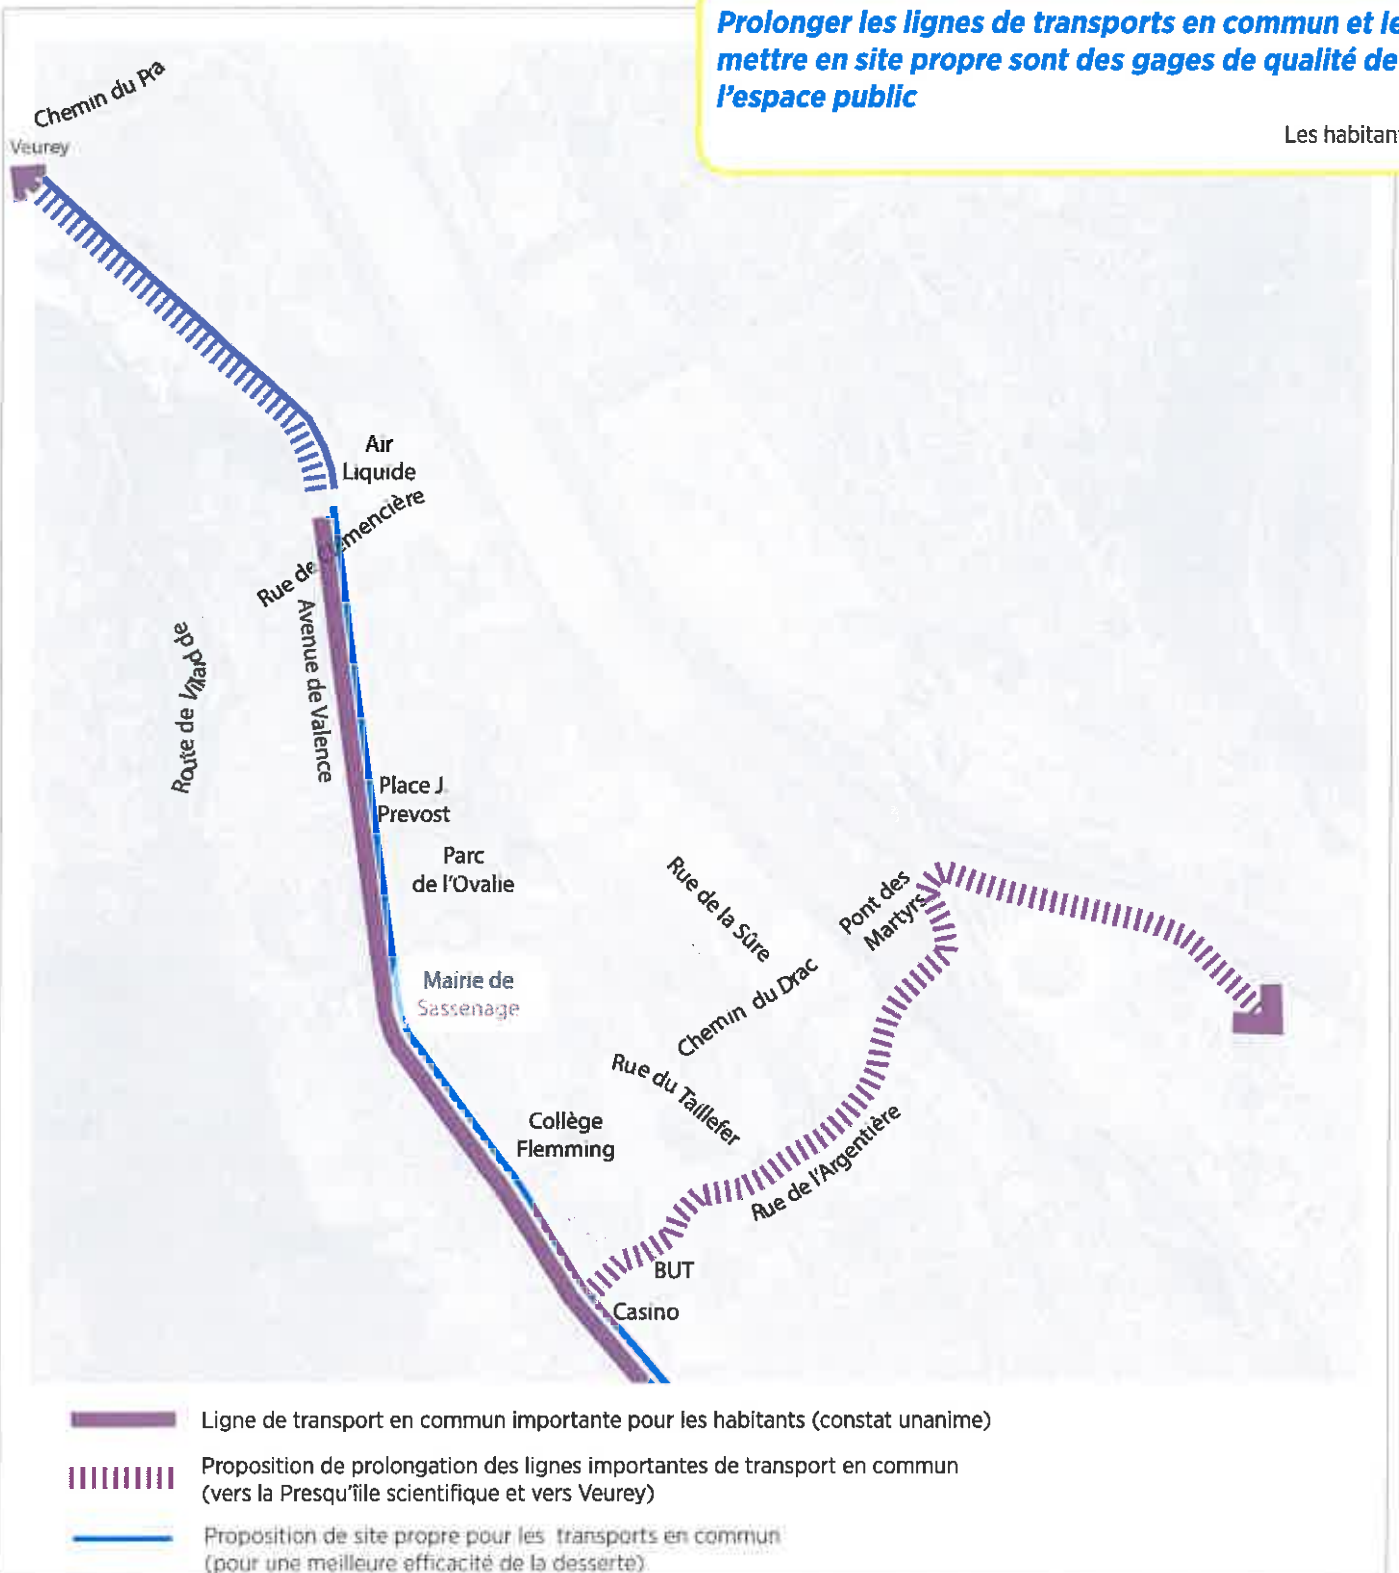 Prolonger les lignes de transports en commun et le
mettre en site propre sont des gages de qualité de
l'espace public
Les habitant
Chemin du Pra
Veurey
Air
Liquide
Rue de mencière
Avenue de Valence
Route de Villard de
Place J
Prevost
Parc
de l'Ovalie
Mairie de
Sassenage
Rue de la Sûre
Pont des
Martyrs
Chemin du Drac
Rue du Taillefer
Collège
Flemming
Rue de l'Argentière
BUT
Casino
Ligne de transport en commun importante pour les habitants (constat unanime)
Proposition de prolongation des lignes importantes de transport en commun
(vers la Presqu'îile scientifique et vers Veurey)
Proposition de site propre pour les transports en commun
(pour une meilleure efficacité de la desserte)